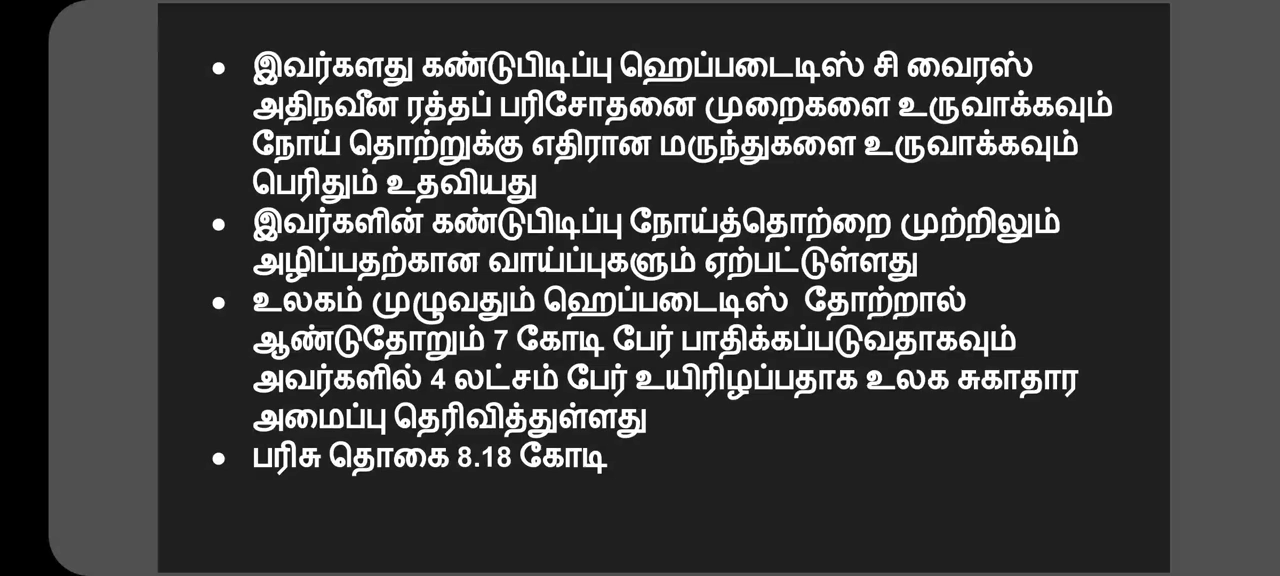 ● இவர்களது கண்டுபிடிப்பு ஹெப்படைடிஸ் சி வைரஸ்
அதிநவீன ரத்தப் பரிசோதனை முறைகளை உருவாக்கவும்
நோய் தொற்றுக்கு எதிரான மருந்துகளை உருவாக்கவும்
பெரிதும் உதவியது
● இவர்களின் கண்டுபிடிப்பு நோய்த்தொற்றை முற்றிலும்
அழிப்பதற்கான வாய்ப்புகளும் ஏற்பட்டுள்ளது
● உலகம் முழுவதும் ஹெப்படைடிஸ் தோற்றால்
ஆண்டுதோறும் 7 கோடி பேர் பாதிக்கப்படுவதாகவும்
அவர்களில் 4 லட்சம் பேர் உயிரிழப்பதாக உலக சுகாதார
அமைப்பு தெரிவித்துள்ளது
● பரிசு தொகை 8.18 கோடி